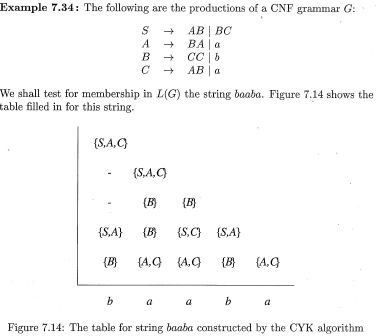 Example 7.34: The following are the productions of a CNF grammar G:
S → AB | BC
A → BA | a
B → CC | b
C → AB | a
We shall test for membership in L(G) the string baaba. Figure 7.14 shows the
table filled in for this string.
{S,A,C}
- {S,A,C}
- {B} {B}
{S,A} {B} {S,C} {S,A}
{B} {A,C} {A,C} {B} {A,C}
b a a b a
Figure 7.14: The table for string baaba constructed by the CYK algorithm